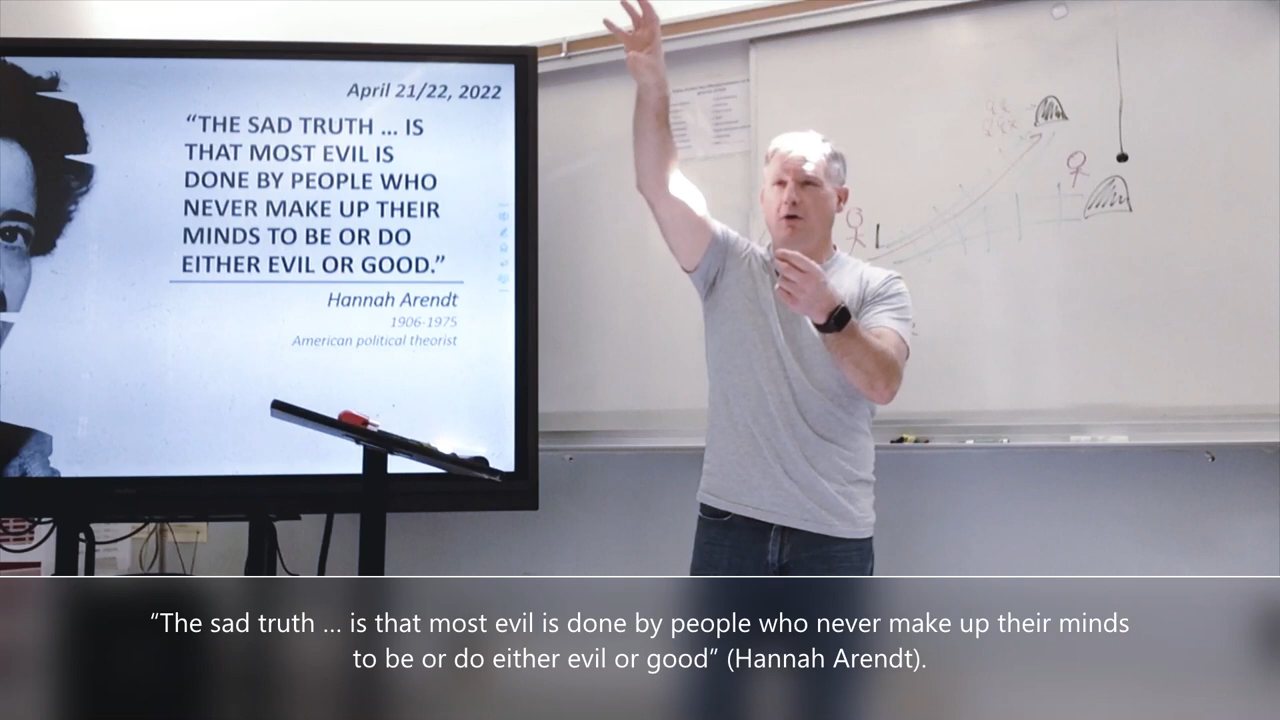 April 21/22, 2022
“THE SAD TRUTH ... IS
THAT MOST EVIL IS
DONE BY PEOPLE WHO
NEVER MAKE UP THEIR
MINDS TO BE OR DO
EITHER EVIL OR GOOD.”
Hannah Arendt
1906-1975
American political theorist
“The sad truth ... is that most evil is done by people who never make up their minds
to be or do either evil or good” (Hannah Arendt).